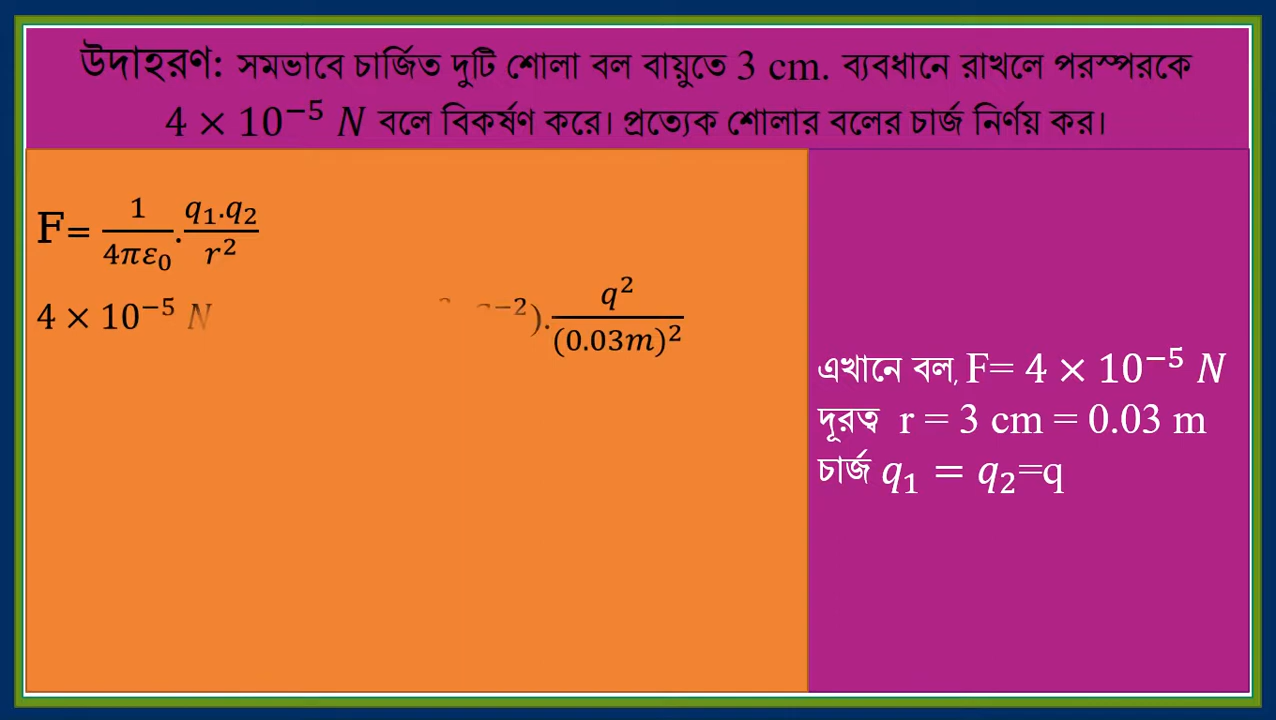 উদাহরণ: সমভাবে চার্জিত দুটি শোলা বল বায়ুতে 3 cm. ব্যবধানে রাখলে পরস্পরকে
4 × 10⁻⁵ N বলে বিকর্ষণ করে। প্রত্যেক শোলার বলের চার্জ নির্ণয় কর।
F= 1/(4πε₀) . (q₁.q₂)/r²
4 × 10⁻⁵ N ⁻²). q²/(0.03m)²
এখানে বল, F= 4 × 10⁻⁵ N
দূরত্ব r = 3 cm = 0.03 m
চার্জ q₁ = q₂=q